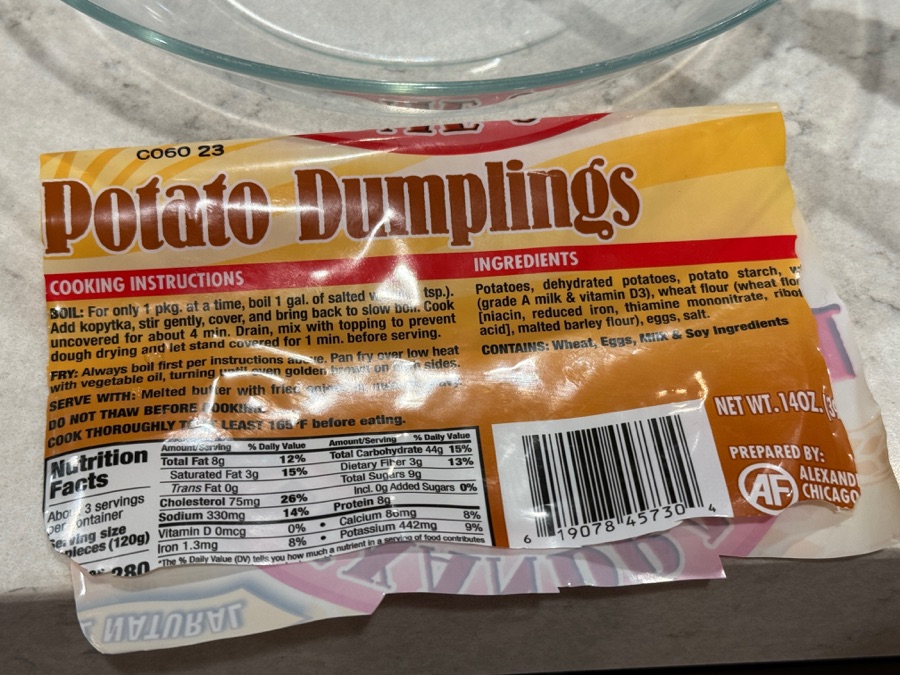 C060 23
Potato Dumplings
COOKING INSTRUCTIONS
BOIL: For only 1 pkg. at a time, boil 1 gal. of salted tsp.).
Add kopytka, stir gently, cover, and bring back to slow boil. Cook
uncovered for about 4 min. Drain, mix with topping to prevent
dough drying and let stand covered for 1 min. before serving.
FRY: Always boil first per instructions above. Pan fry over low heat
with vegetable oil, turning until even golden brown on both sides.
SERVE WITH: Melted butter with fried
DO NOT THAW BEFORE COOKING
COOK THOROUGHLY TO LEAST 165°F before eating.
INGREDIENTS
Potatoes, dehydrated potatoes, potato starch,
(grade A milk & vitamin D3), wheat flour (wheat
[niacin, reduced iron, thiamine mononitrate,
acid], malted barley flour), eggs, salt.
CONTAINS: Wheat, Eggs, Milk & Soy Ingredients
NET WT. 14OZ.
PREPARED BY:
AF
CHICAGO
6 19078 45730 4
Nutrition
Facts
About 3 servings
per container
Serving size
pieces (120g)
280
Amount/Serving % Daily Value
Total Fat 8g 12%
Saturated Fat 3g 15%
Trans Fat 0g
Cholesterol 75mg 26%
Sodium 330mg 14%
Vitamin D 0mcg 0% •
Iron 1.3mg 8% •
Amount/Serving % Daily Value
Total Carbohydrate 44g 15%
Dietary Fiber 3g 13%
Total Sugars 9g
Incl. 0g Added Sugars 0%
Protein 8g
Calcium 86mg 8%
Potassium 442mg 9%
*The % Daily Value (DV) tells you how much a nutrient in a serving of food contributes
NATURAL